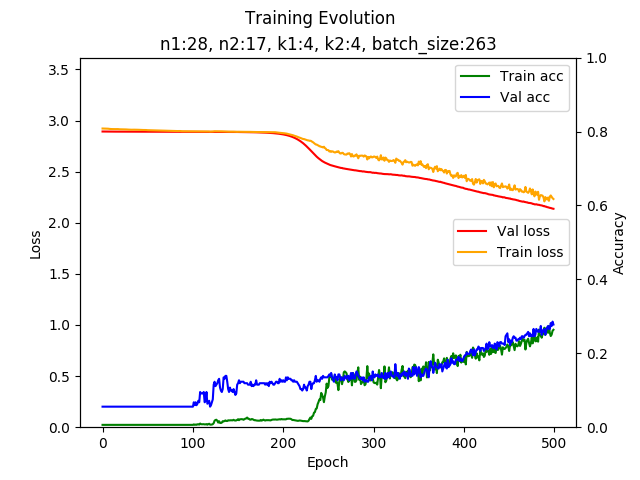 Training Evolution
n1:28, n2:17, k1:4, k2:4, batch_size:263
Train acc
Val acc
Val loss
Train loss
Loss
3.5
3.0
2.5
2.0
1.5
1.0
0.5
0.0
Accuracy
1.0
0.8
0.6
0.4
0.2
0.0
0
100
200
300
400
500
Epoch